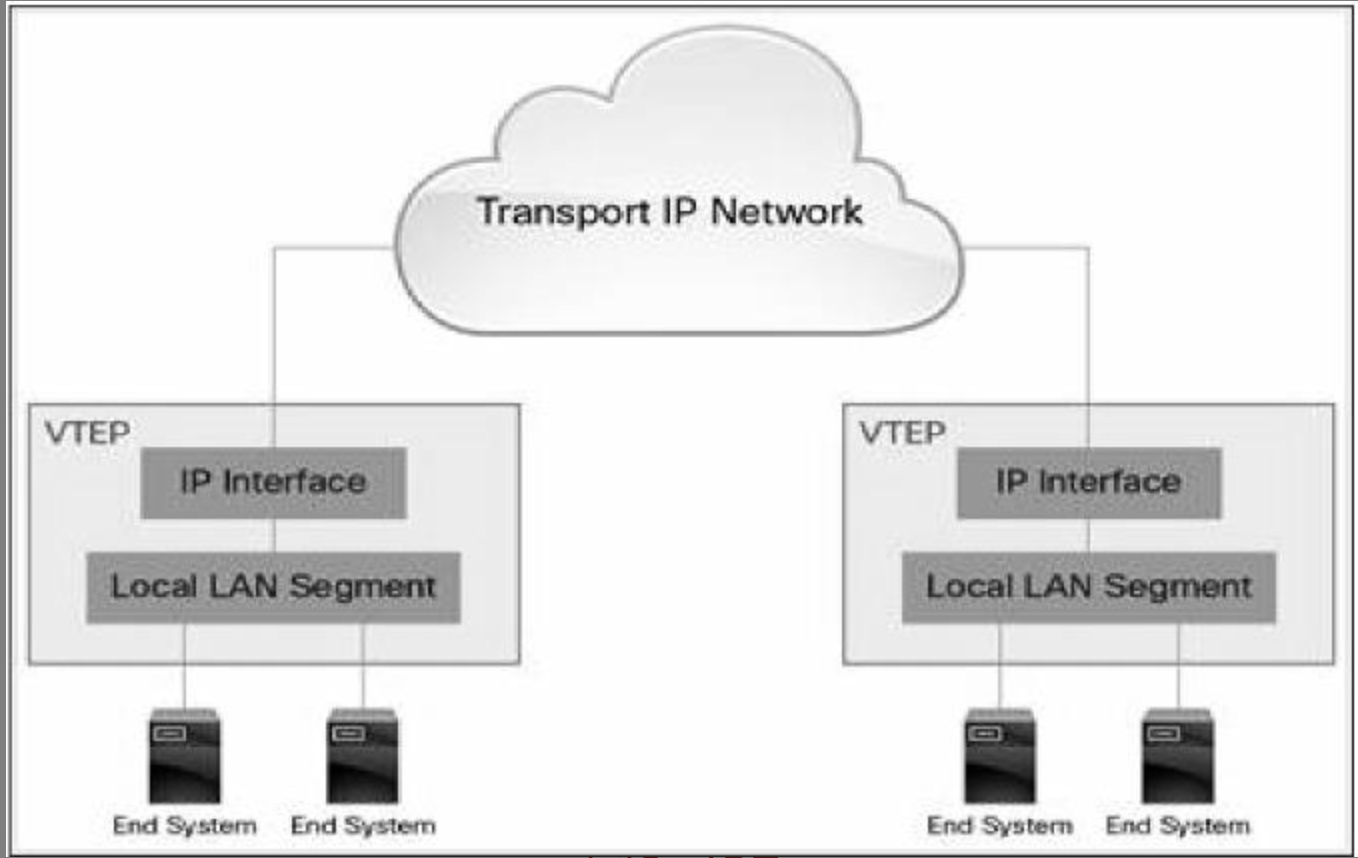 Transport IP Network
VTEP
VTEP
IP Interface
IP Interface
Local LAN Segment
Local LAN Segment
End System
End System
End System
End System